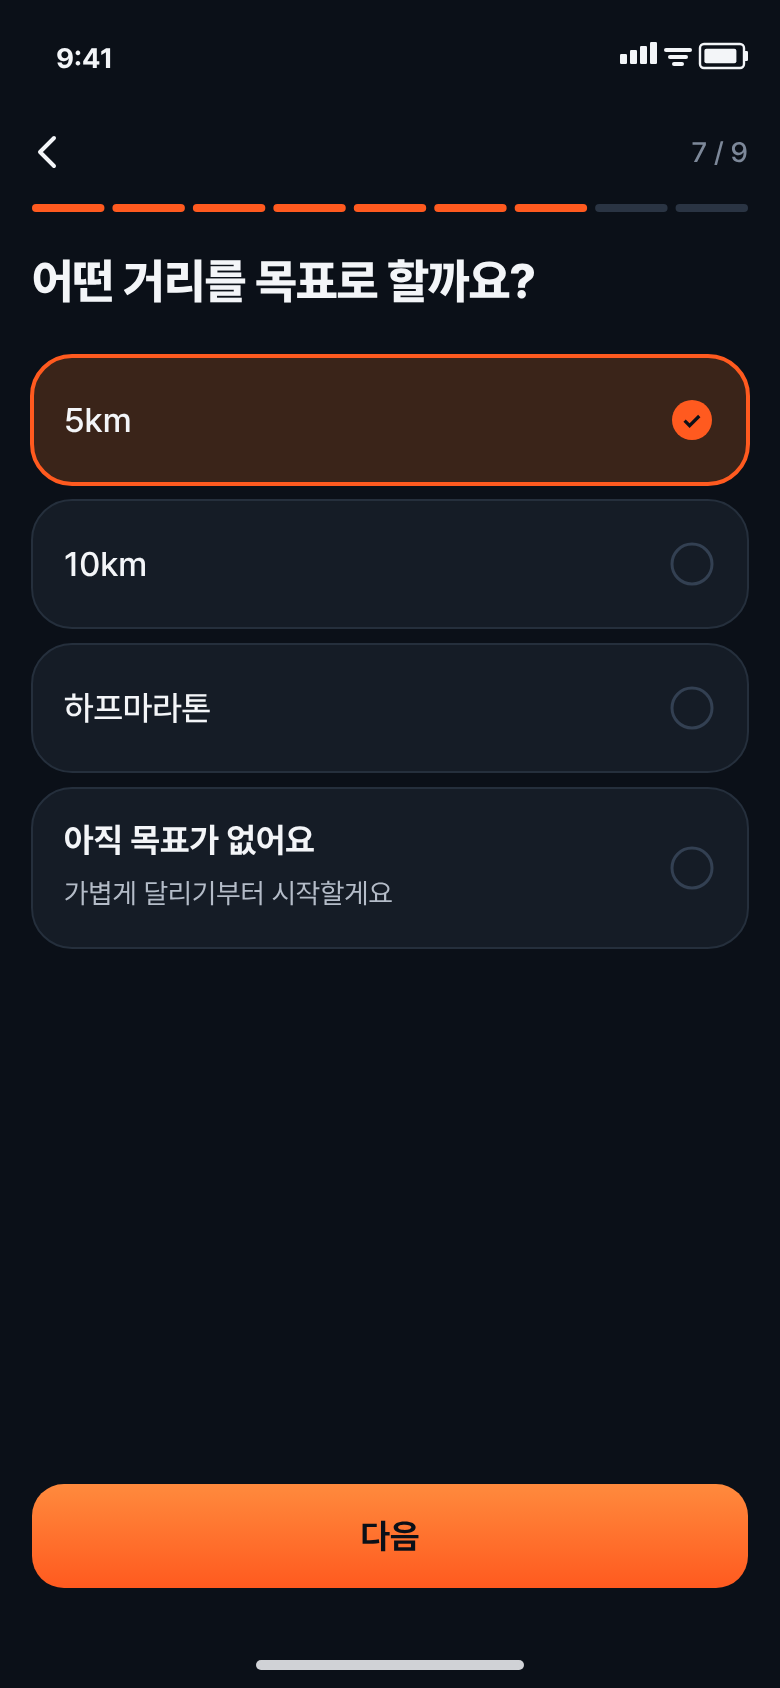 9:41
7 / 9
어떤 거리를 목표로 할까요?
5km
10km
하프마라톤
아직 목표가 없어요
가볍게 달리기부터 시작할게요
다음